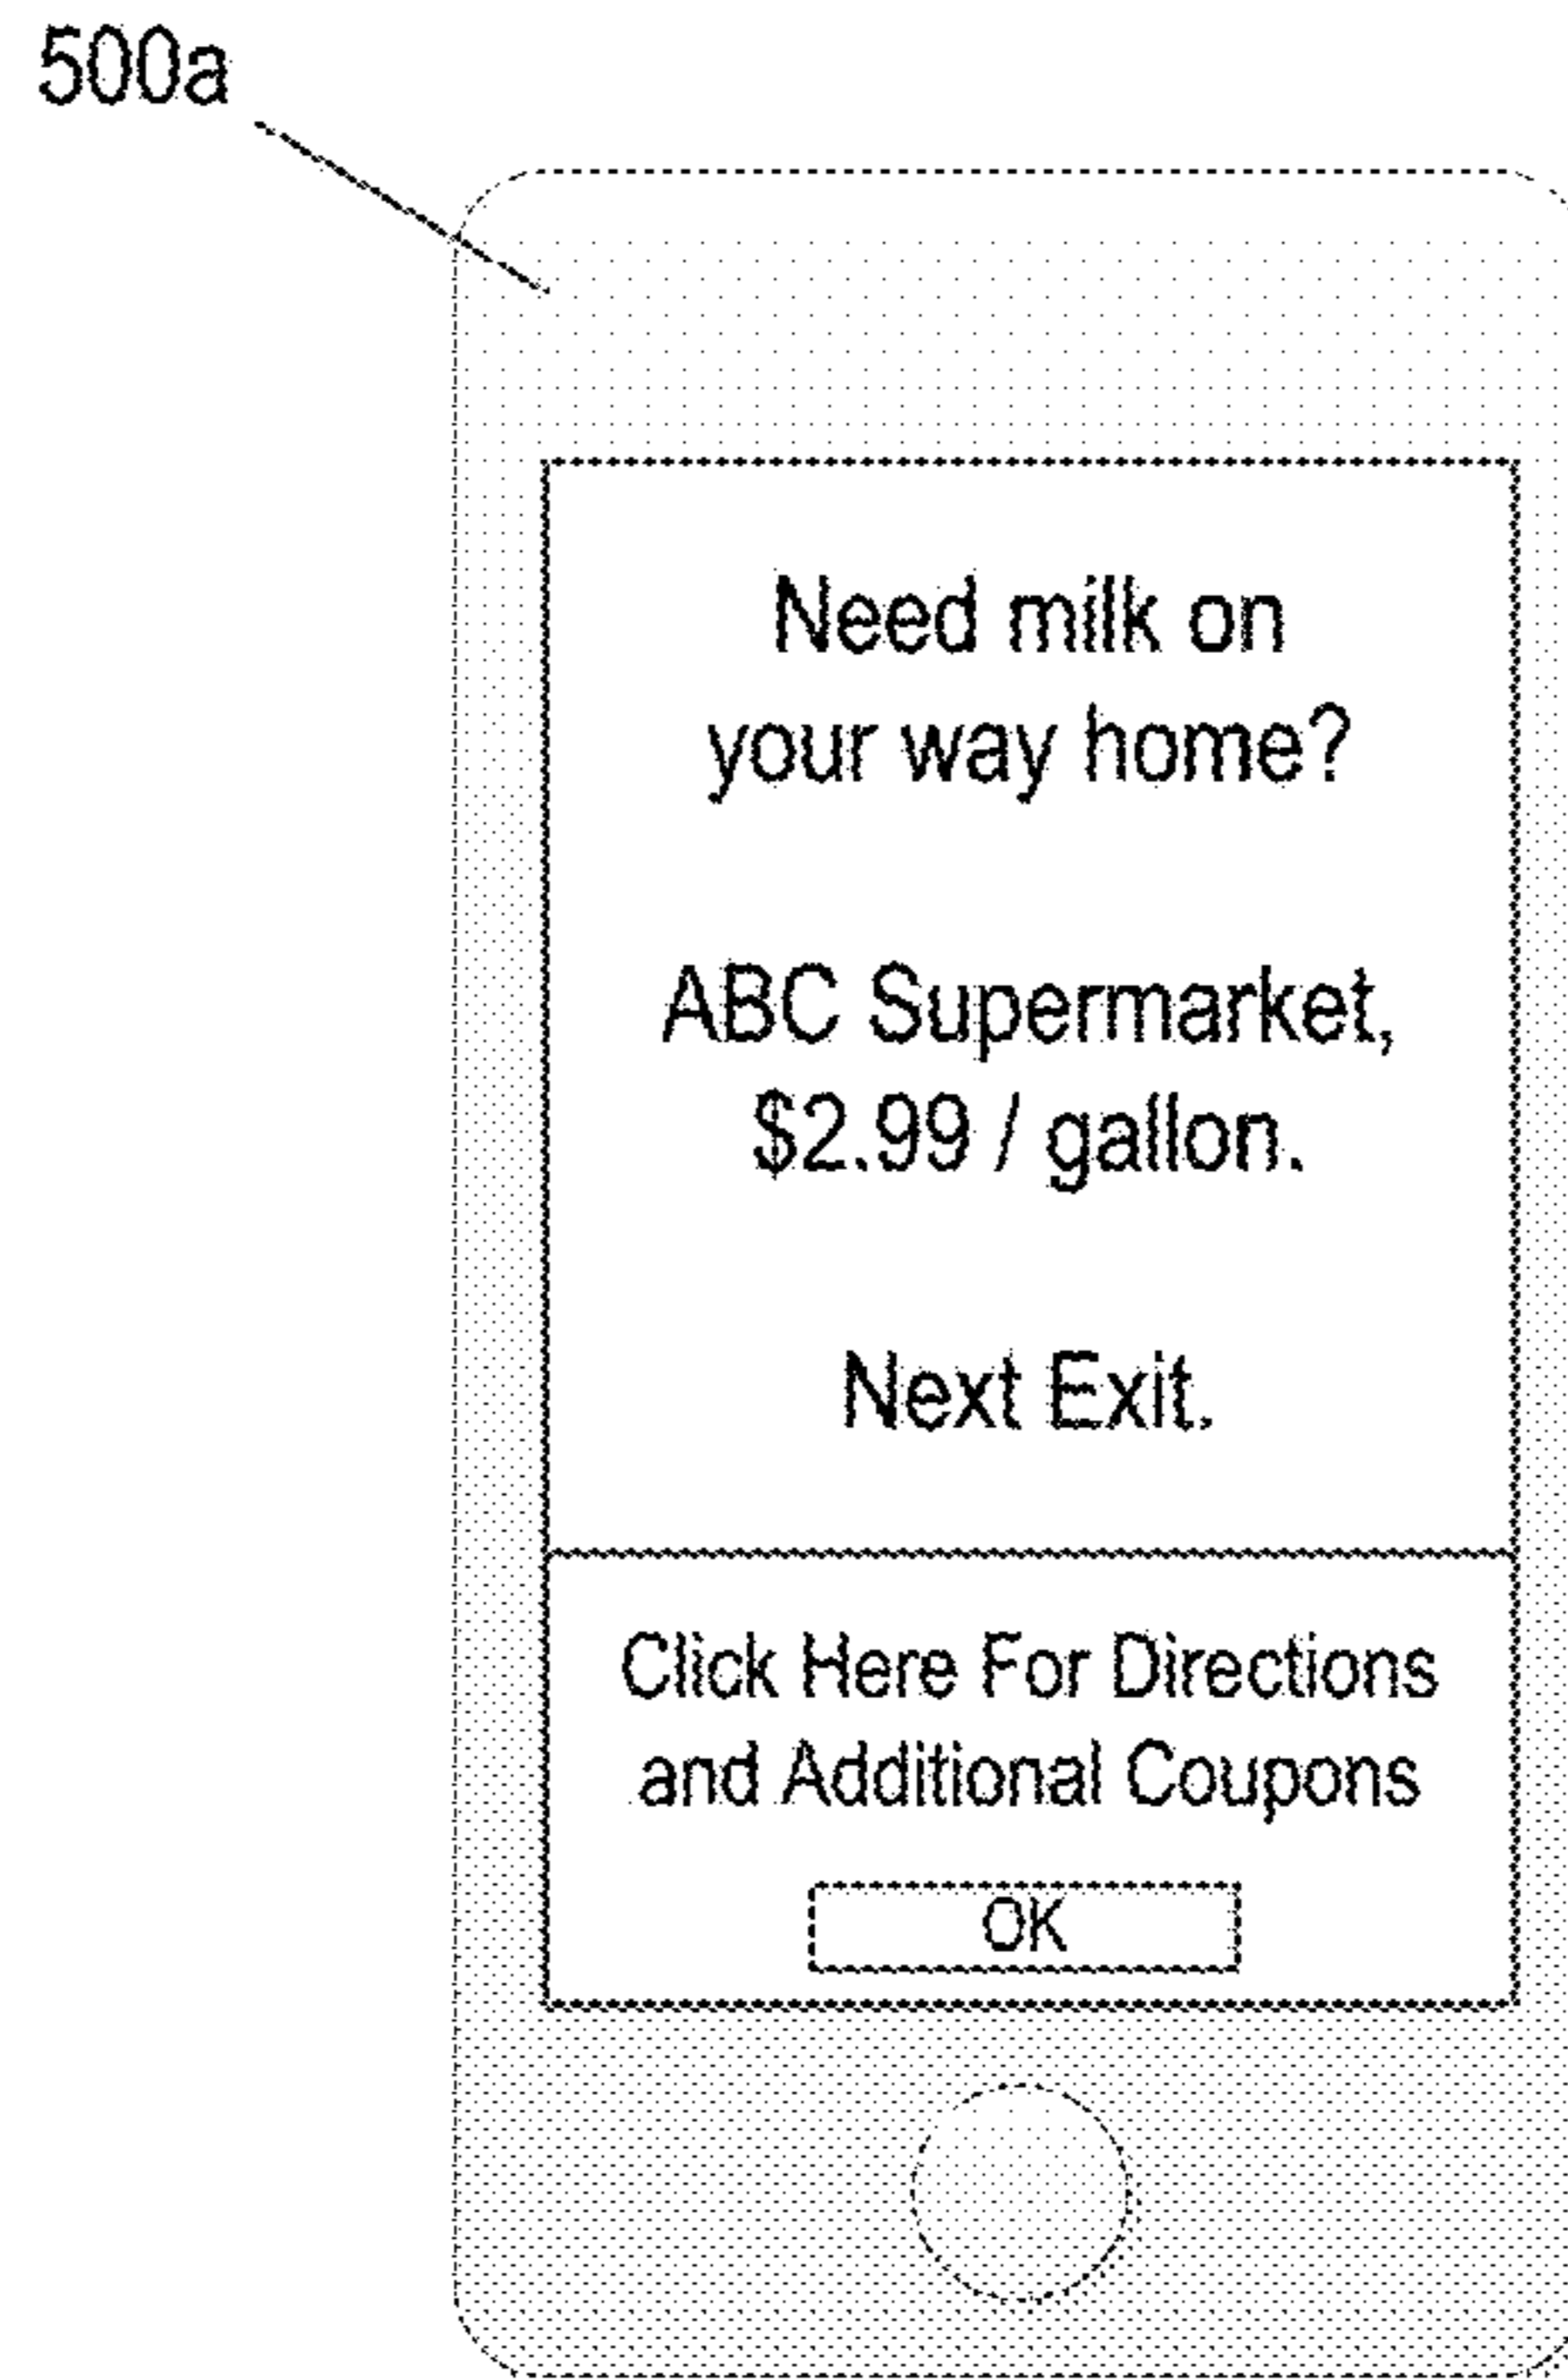 500a
Need milk on
your way home?
ABC Supermarket,
$2.99 / gallon.
Next Exit.
Click Here For Directions
and Additional Coupons
OK